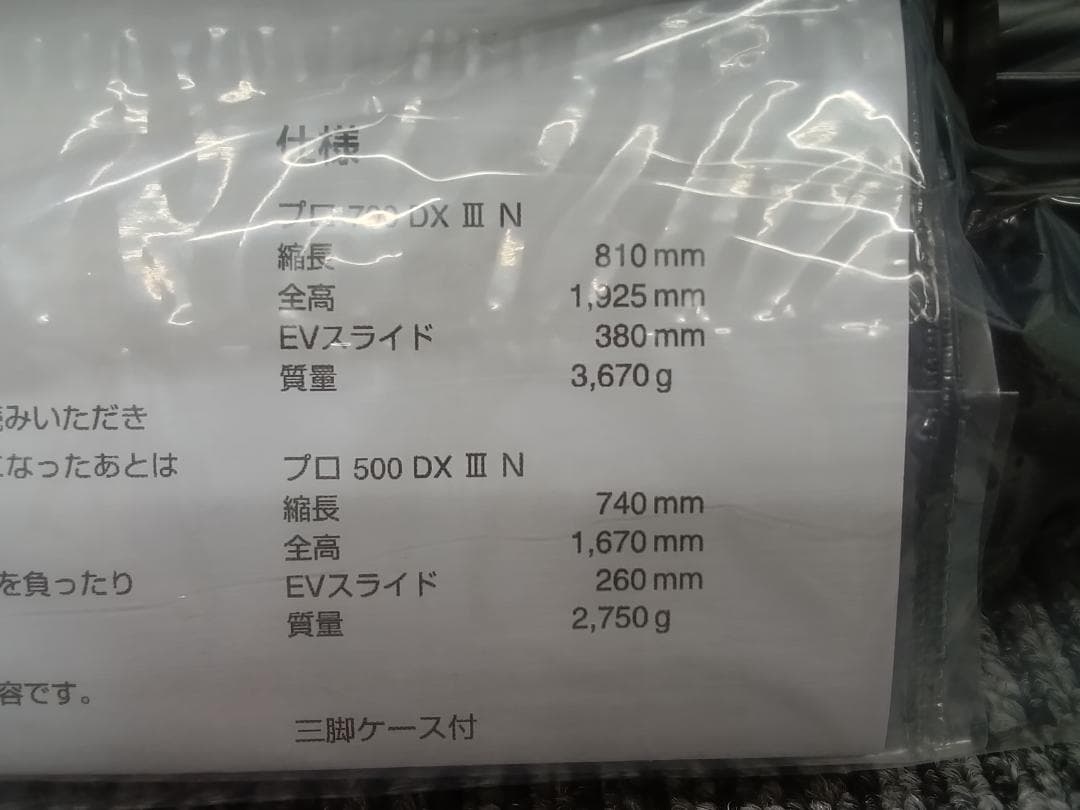 仕様
プロ 700 DX Ⅲ N
縮長 810 mm
全高 1,925 mm
EVスライド 380 mm
質量 3,670 g
みいただき
なったあとは
プロ 500 DX Ⅲ N
縮長 740 mm
全高 1,670 mm
を負ったり
EVスライド 260 mm
質量 2,750 g
容です。
三脚ケース付